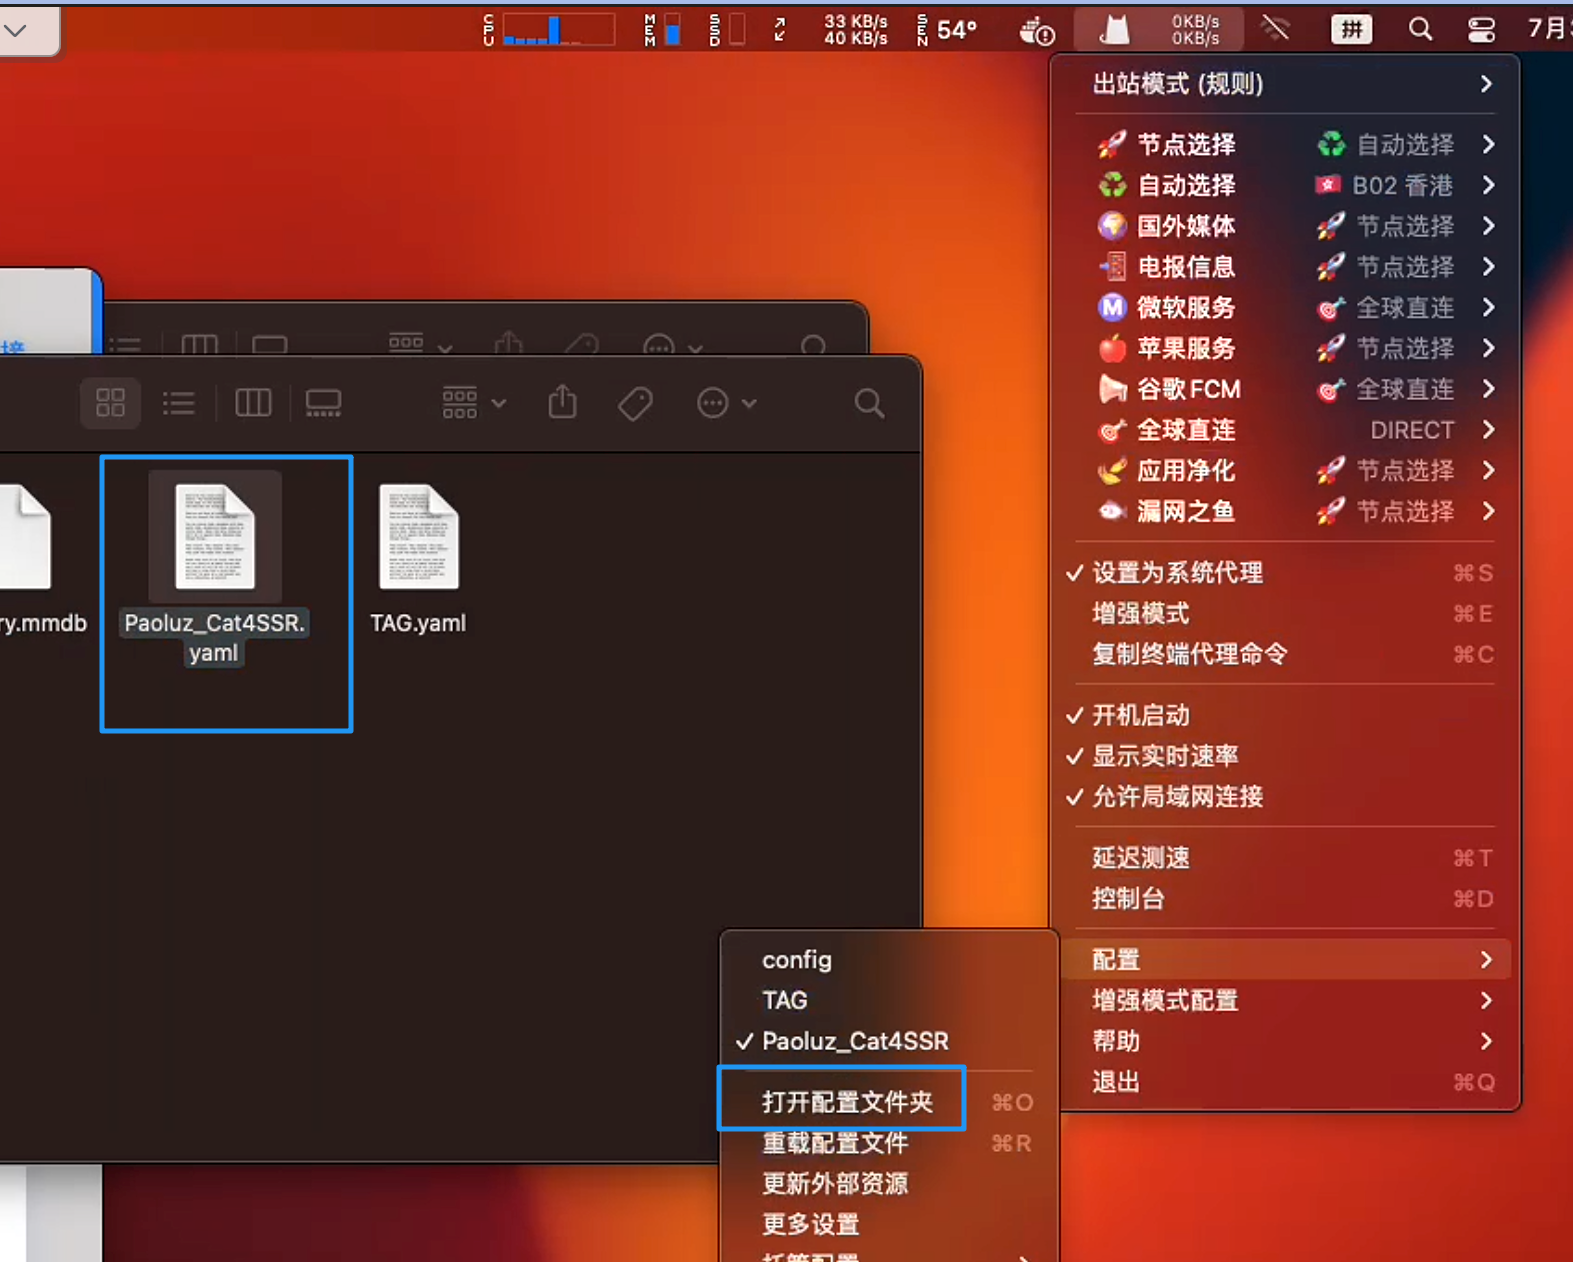 CPU
MEM
SSD
33 KB/s
40 KB/s
SEN
54°
0KB/s
0KB/s
拼
7月
出站模式 (规则)
节点选择 自动选择
自动选择 B02 香港
国外媒体 节点选择
电报信息 节点选择
微软服务 全球直连
苹果服务 节点选择
谷歌FCM 全球直连
全球直连 DIRECT
应用净化 节点选择
漏网之鱼 节点选择
✓ 设置为系统代理 ⌘S
增强模式 ⌘E
复制终端代理命令 ⌘C
✓ 开机启动
✓ 显示实时速率
✓ 允许局域网连接
延迟测速 ⌘T
控制台 ⌘D
配置
增强模式配置
帮助
退出 ⌘Q
ry.mmdb
Paoluz_Cat4SSR.
yaml
TAG.yaml
config
TAG
✓ Paoluz_Cat4SSR
打开配置文件夹 ⌘O
重载配置文件 ⌘R
更新外部资源
更多设置
托管配置